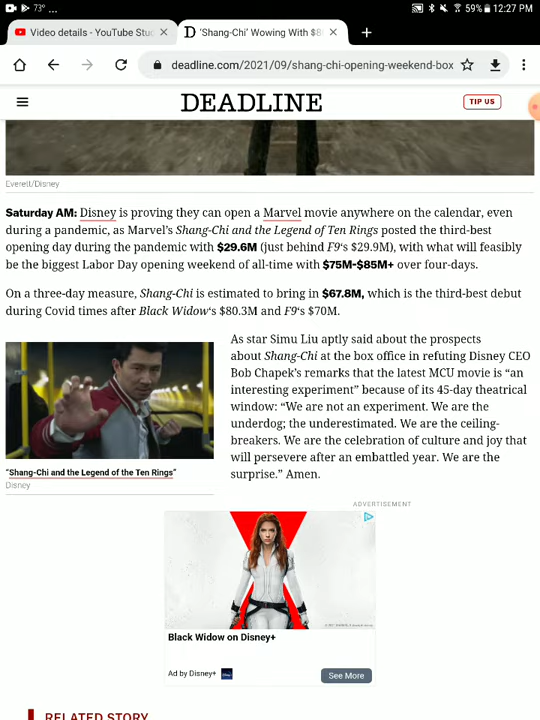 73° ...
59% 12:27 PM
Video details - YouTube Stu
'Shang-Chi' Wowing With $8
deadline.com/2021/09/shang-chi-opening-weekend-box
DEADLINE
TIP US
Everett/Disney
Saturday AM: Disney is proving they can open a Marvel movie anywhere on the calendar, even
during a pandemic, as Marvel's Shang-Chi and the Legend of Ten Rings posted the third-best
opening day during the pandemic with $29.6M (just behind F9's $29.9M), with what will feasibly
be the biggest Labor Day opening weekend of all-time with $75M-$85M+ over four-days.
On a three-day measure, Shang-Chi is estimated to bring in $67.8M, which is the third-best debut
during Covid times after Black Widow's $80.3M and F9's $70M.
As star Simu Liu aptly said about the prospects
about Shang-Chi at the box office in refuting Disney CEO
Bob Chapek's remarks that the latest MCU movie is “an
interesting experiment” because of its 45-day theatrical
window: “We are not an experiment. We are the
underdog; the underestimated. We are the ceiling-
breakers. We are the celebration of culture and joy that
will persevere after an embattled year. We are the
surprise.” Amen.
“Shang-Chi and the Legend of the Ten Rings”
Disney
ADVERTISEMENT
Black Widow on Disney+
Ad by Disney+
See More
RELATED STORY